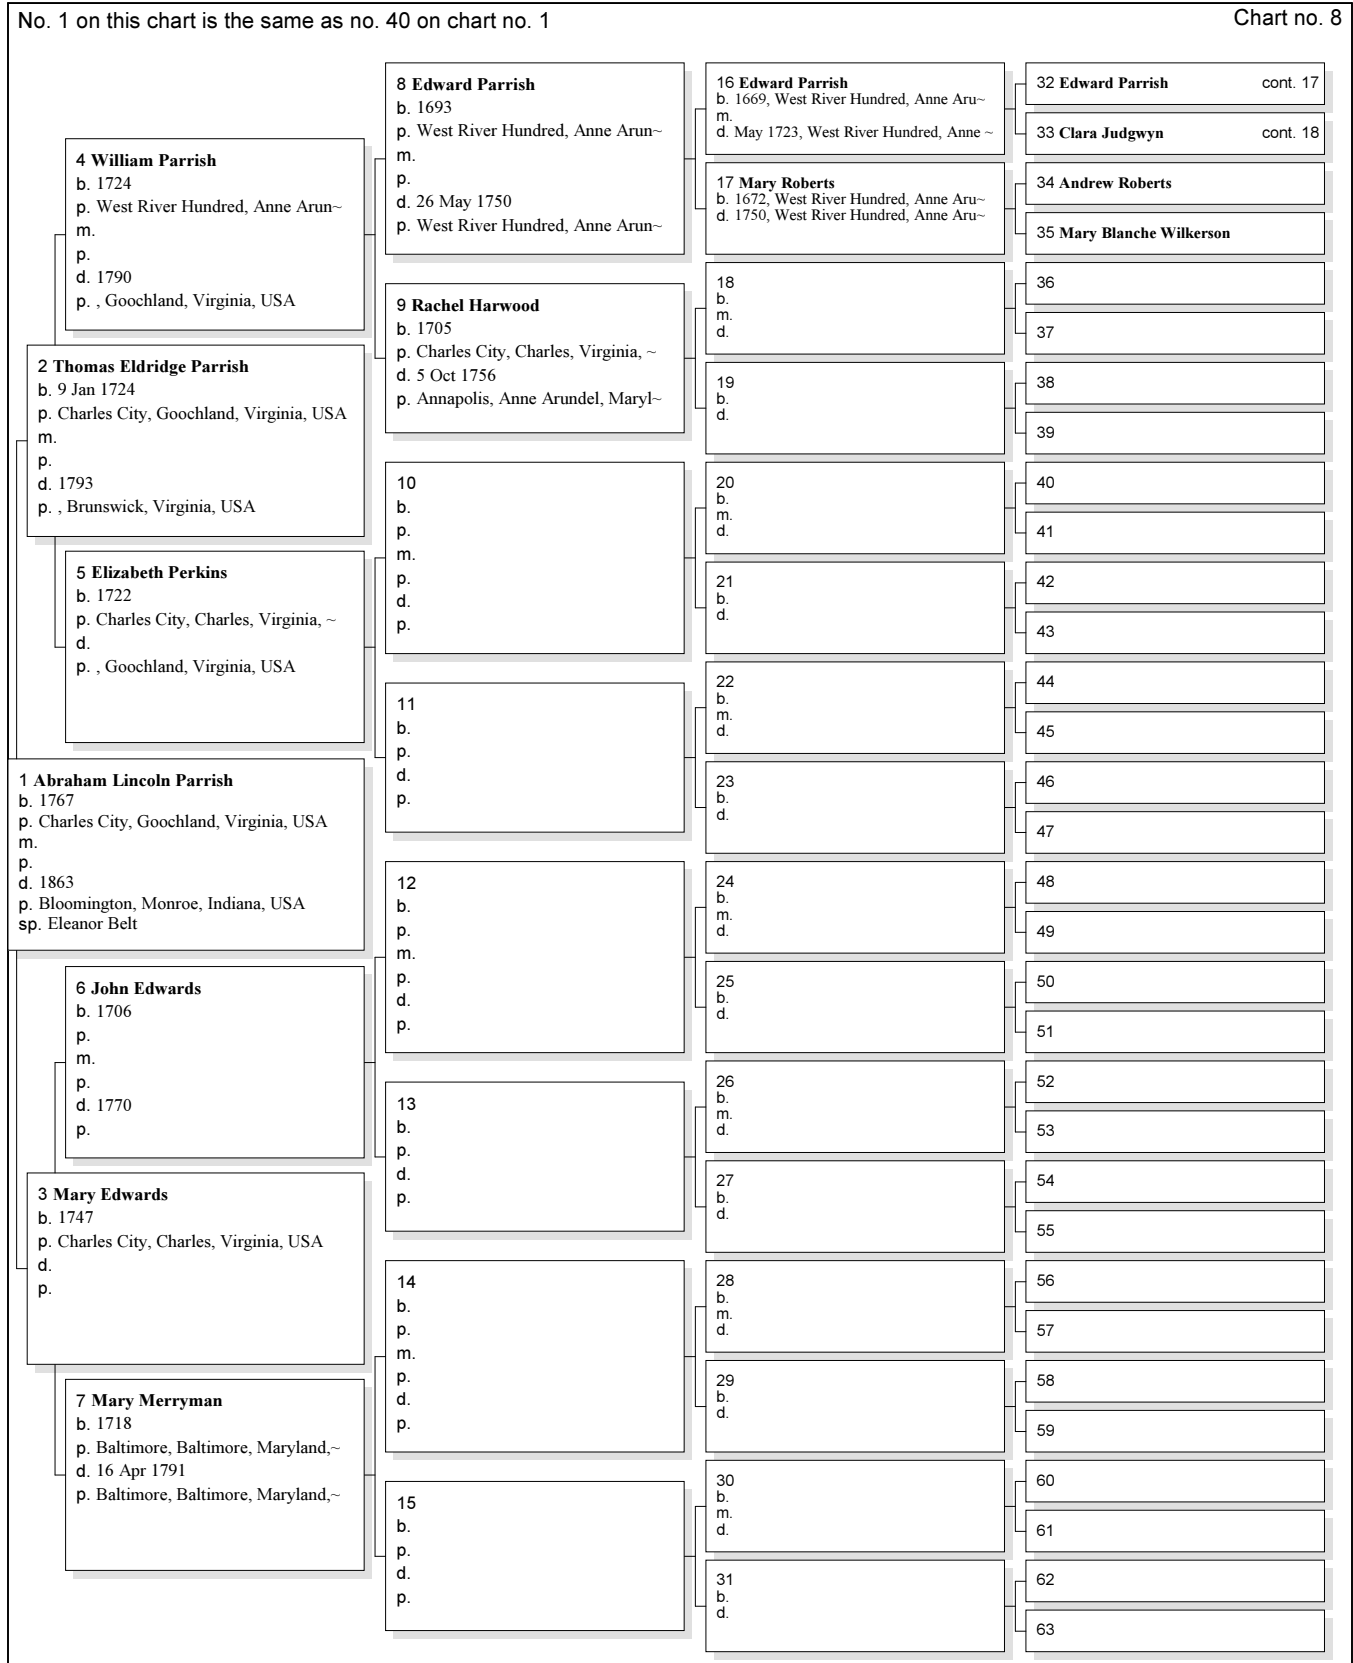 No. 1 on this chart is the same as no. 40 on chart no. 1
Chart no. 8
1 Abraham Lincoln Parrish
b. 1767
p. Charles City, Goochland, Virginia, USA
m.
p.
d. 1863
p. Bloomington, Monroe, Indiana, USA
sp. Eleanor Belt
2 Thomas Eldridge Parrish
b. 9 Jan 1724
p. Charles City, Goochland, Virginia, USA
m.
p.
d. 1793
p. , Brunswick, Virginia, USA
3 Mary Edwards
b. 1747
p. Charles City, Charles, Virginia, USA
d.
p.
4 William Parrish
b. 1724
p. West River Hundred, Anne Arun~
m.
p.
d. 1790
p. , Goochland, Virginia, USA
5 Elizabeth Perkins
b. 1722
p. Charles City, Charles, Virginia, ~
d.
p. , Goochland, Virginia, USA
6 John Edwards
b. 1706
p.
m.
p.
d. 1770
p.
7 Mary Merryman
b. 1718
p. Baltimore, Baltimore, Maryland,~
d. 16 Apr 1791
p. Baltimore, Baltimore, Maryland,~
8 Edward Parrish
b. 1693
p. West River Hundred, Anne Arun~
m.
p.
d. 26 May 1750
p. West River Hundred, Anne Arun~
9 Rachel Harwood
b. 1705
p. Charles City, Charles, Virginia, ~
d. 5 Oct 1756
p. Annapolis, Anne Arundel, Maryl~
10
b.
p.
m.
p.
d.
p.
11
b.
p.
d.
p.
12
b.
p.
m.
p.
d.
p.
13
b.
p.
d.
p.
14
b.
p.
m.
p.
d.
p.
15
b.
p.
d.
p.
16 Edward Parrish
b. 1669, West River Hundred, Anne Aru~
m.
d. May 1723, West River Hundred, Anne ~
17 Mary Roberts
b. 1672, West River Hundred, Anne Aru~
d. 1750, West River Hundred, Anne Aru~
18
b.
m.
d.
19
b.
d.
20
b.
m.
d.
21
b.
d.
22
b.
m.
d.
23
b.
d.
24
b.
m.
d.
25
b.
d.
26
b.
m.
d.
27
b.
d.
28
b.
m.
d.
29
b.
d.
30
b.
m.
d.
31
b.
d.
32 Edward Parrish cont. 17
33 Clara Judgwyn cont. 18
34 Andrew Roberts
35 Mary Blanche Wilkerson
36
37
38
39
40
41
42
43
44
45
46
47
48
49
50
51
52
53
54
55
56
57
58
59
60
61
62
63